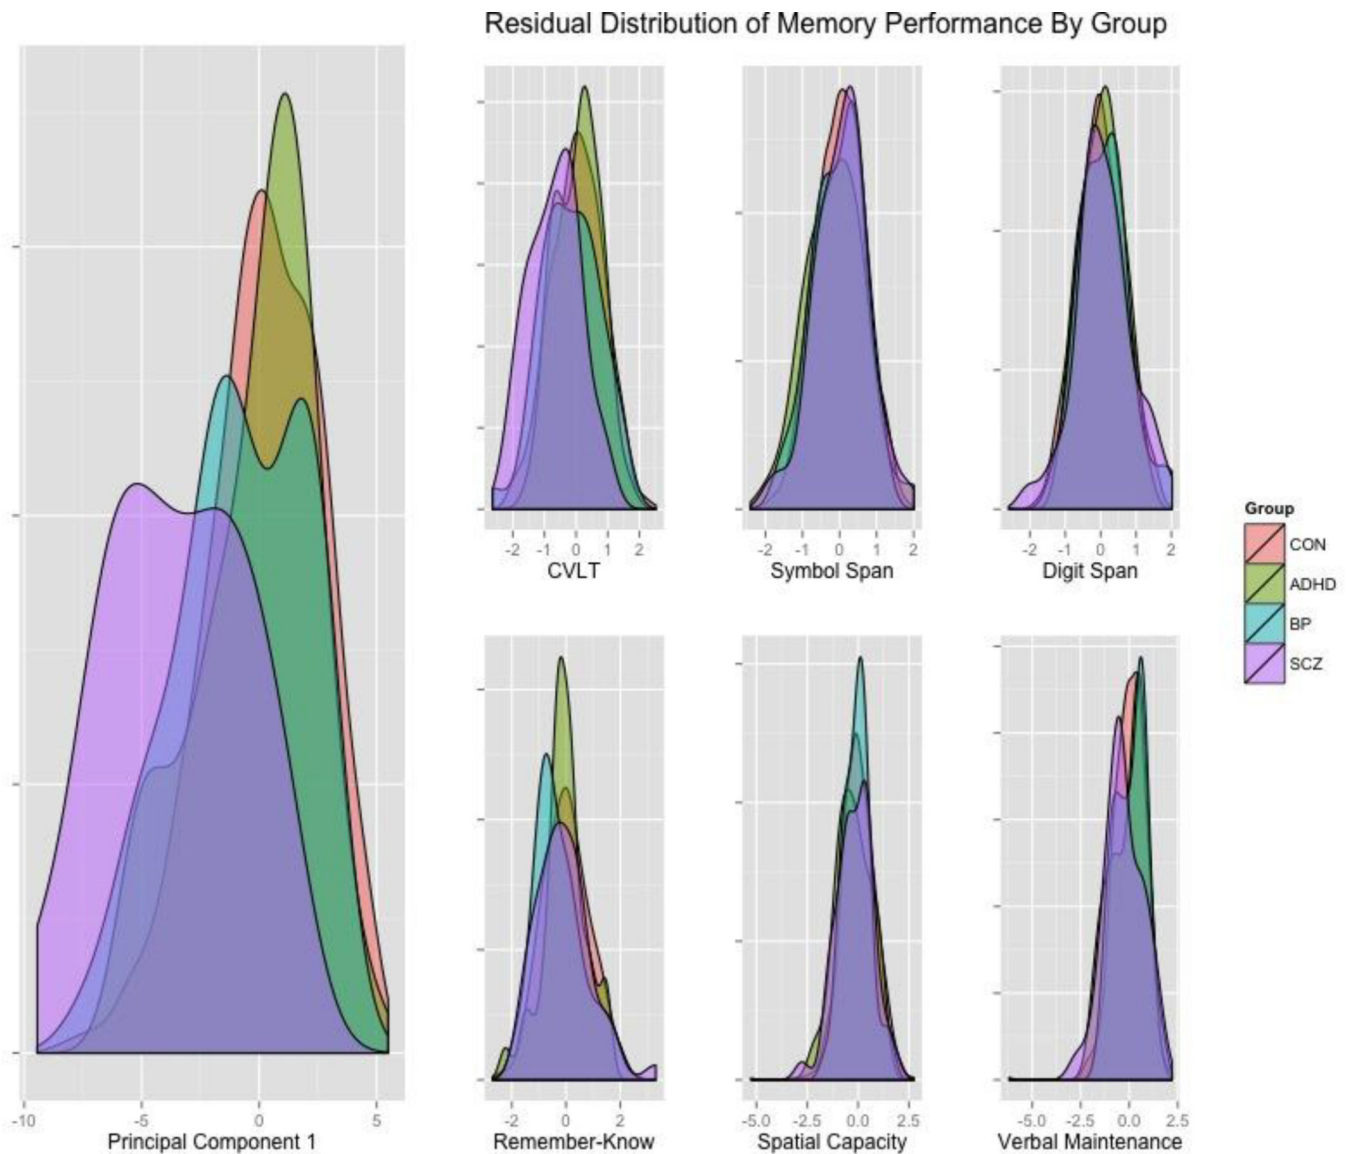 Residual Distribution of Memory Performance By Group
-10 -5 0 5
Principal Component 1
-2 -1 0 1 2
CVLT
-2 -1 0 1 2
Symbol Span
-2 -1 0 1 2
Digit Span
-2 0 2
Remember-Know
-5.0 -2.5 0.0 2.5
Spatial Capacity
-5.0 -2.5 0.0 2.5
Verbal Maintenance
Group
CON
ADHD
BP
SCZ